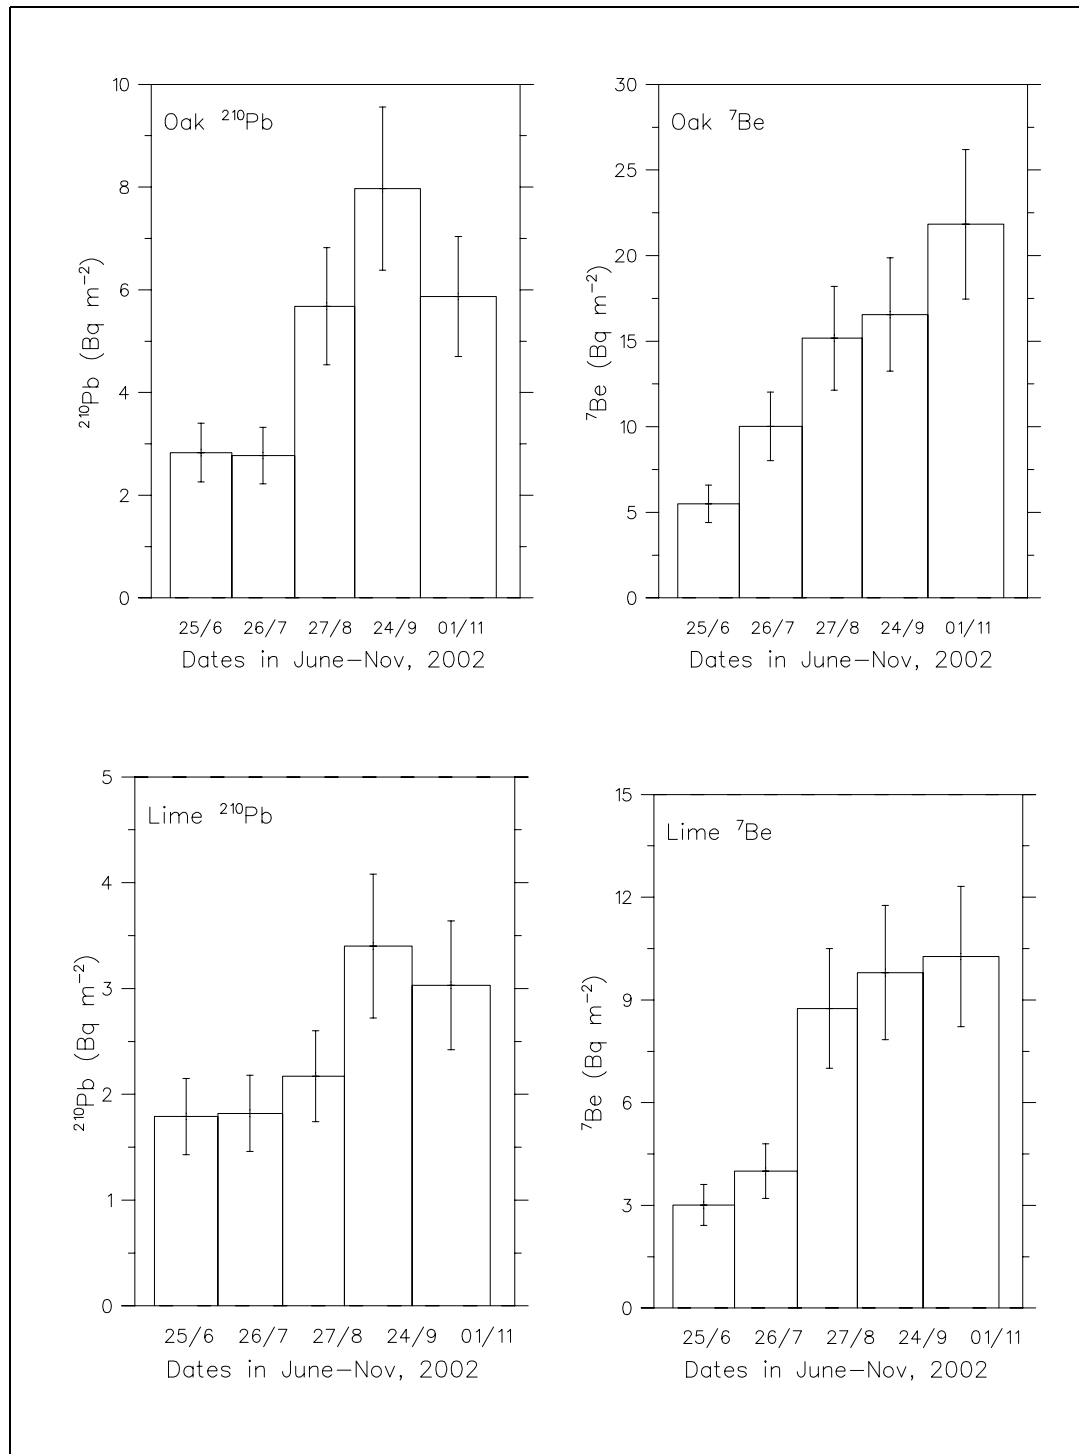 Oak ²¹⁰Pb
10
8
6
4
2
0
²¹⁰Pb (Bq m⁻²)
25/6 26/7 27/8 24/9 01/11
Dates in June–Nov, 2002
Oak ⁷Be
30
25
20
15
10
5
0
⁷Be (Bq m⁻²)
25/6 26/7 27/8 24/9 01/11
Dates in June–Nov, 2002
Lime ²¹⁰Pb
5
4
3
2
1
0
²¹⁰Pb (Bq m⁻²)
25/6 26/7 27/8 24/9 01/11
Dates in June–Nov, 2002
Lime ⁷Be
15
12
9
6
3
0
⁷Be (Bq m⁻²)
25/6 26/7 27/8 24/9 01/11
Dates in June–Nov, 2002